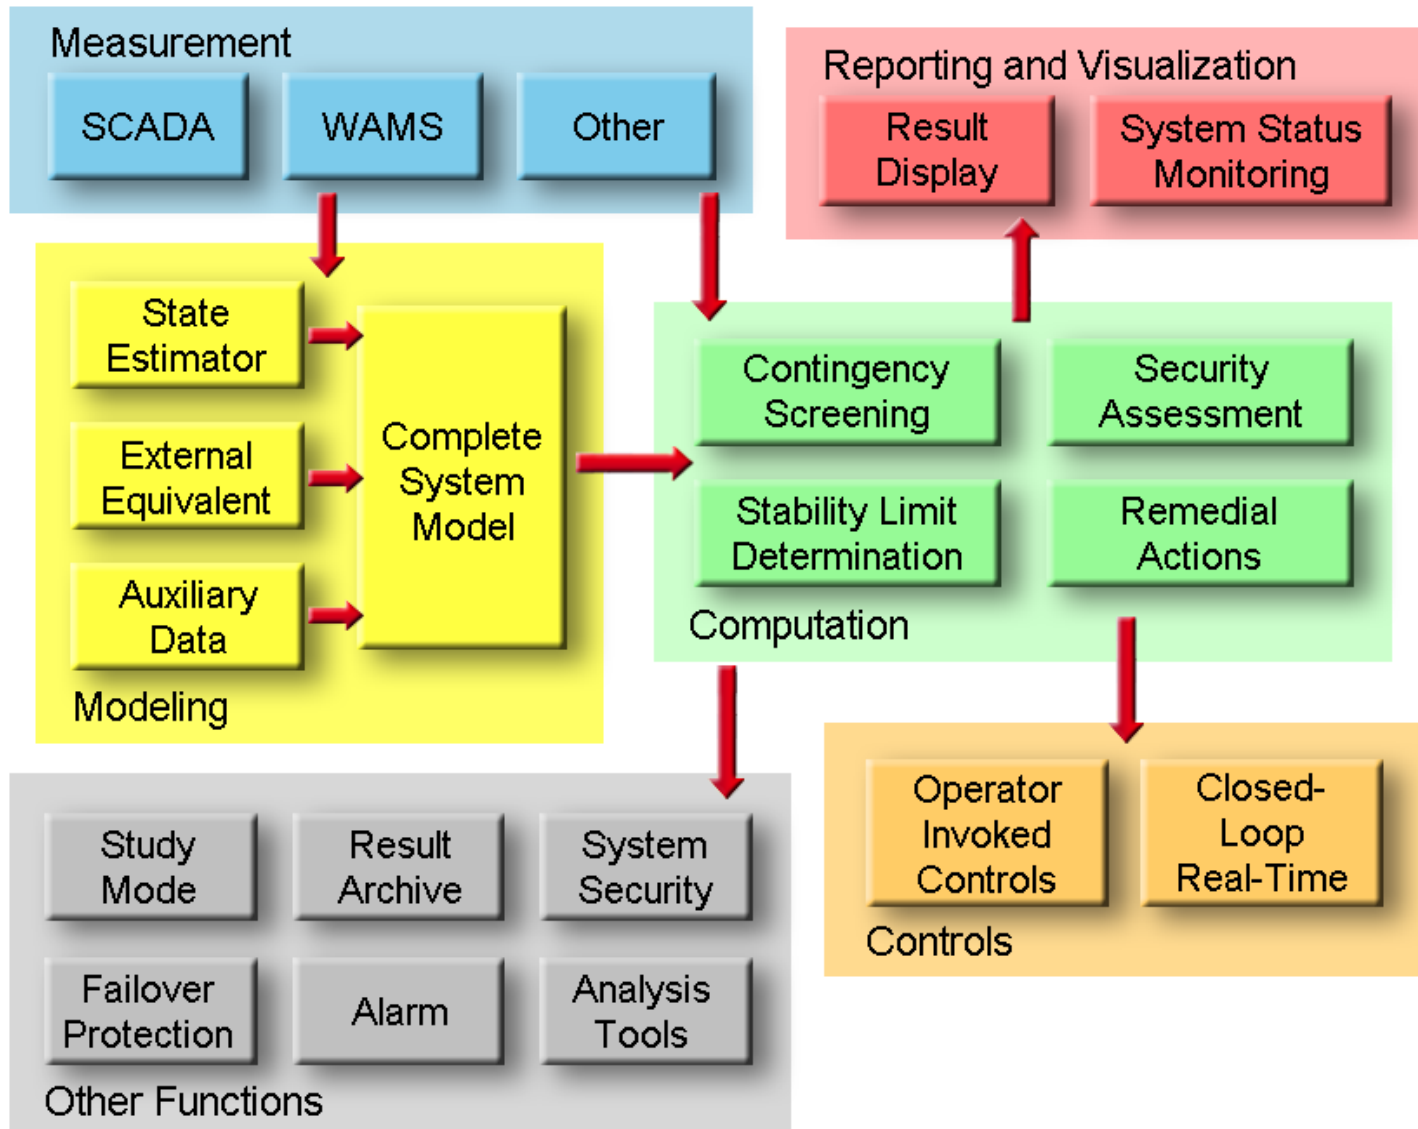 Measurement
SCADA
WAMS
Other
Reporting and Visualization
Result
Display
System Status
Monitoring
State
Estimator
External
Equivalent
Auxiliary
Data
Complete
System
Model
Modeling
Contingency
Screening
Security
Assessment
Stability Limit
Determination
Remedial
Actions
Computation
Study
Mode
Result
Archive
System
Security
Failover
Protection
Alarm
Analysis
Tools
Other Functions
Operator
Invoked
Controls
Closed-
Loop
Real-Time
Controls